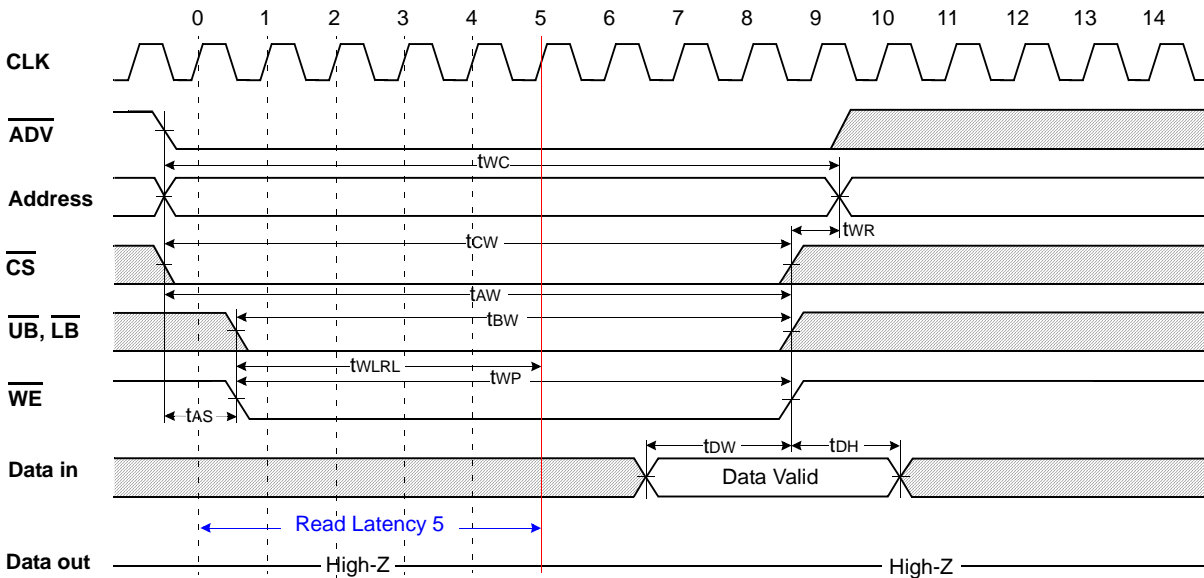 0 1 2 3 4 5 6 7 8 9 10 11 12 13 14
CLK
ADV
tWC
Address
tWR
tCW
CS
tAW
tBW
UB, LB
tWLRL
tWP
WE
tAS
tDW tDH
Data in Data Valid
Read Latency 5
Data out High-Z High-Z